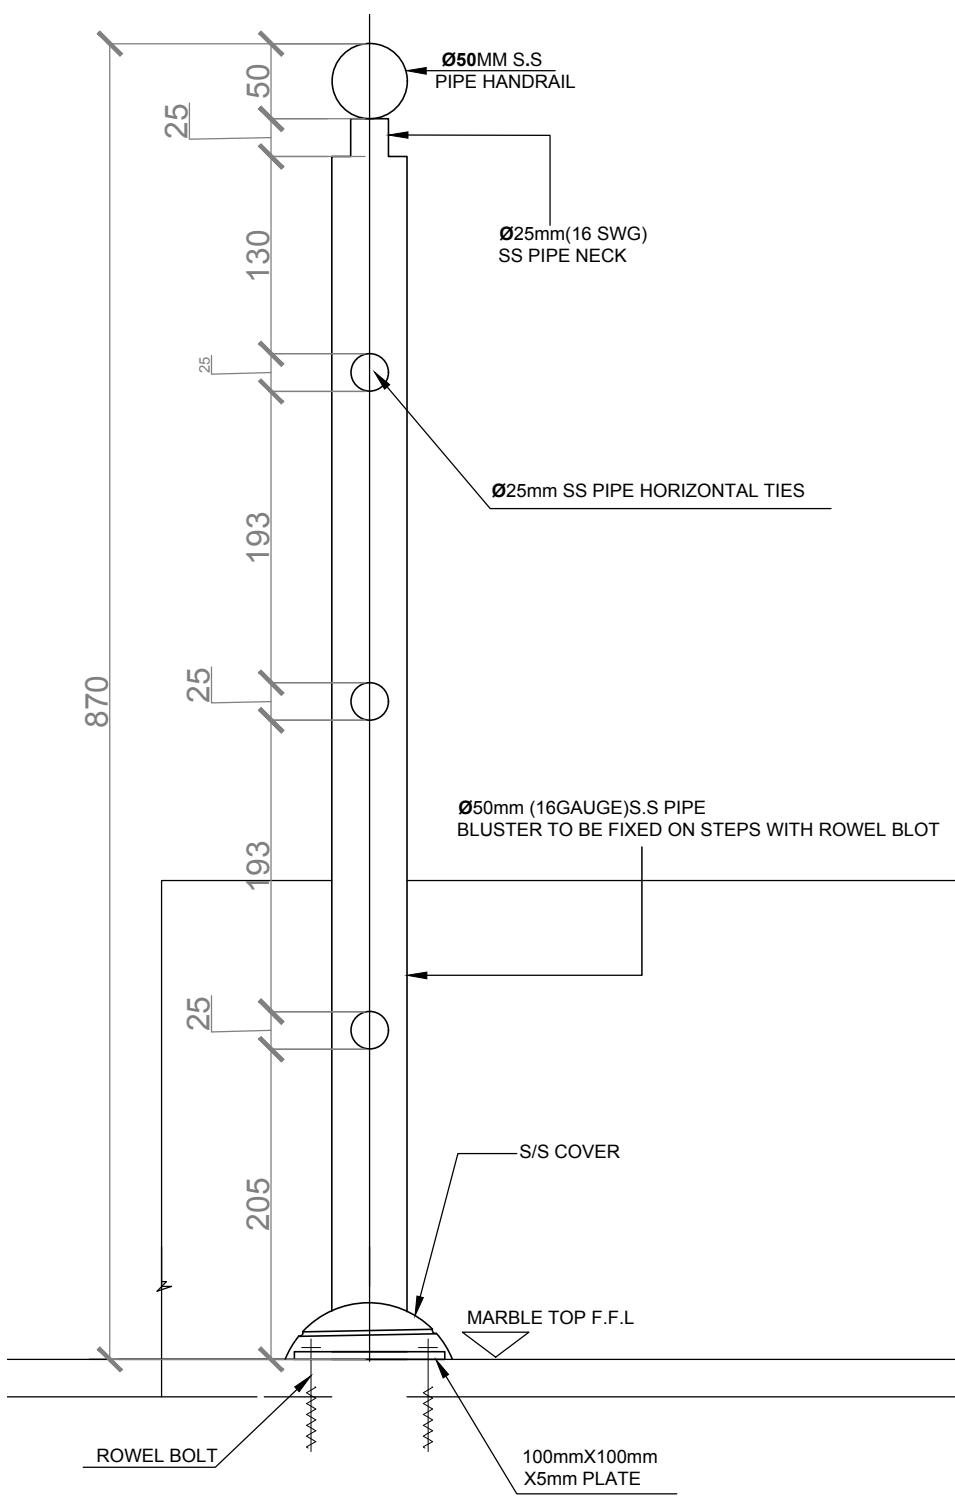 50
Ø50MM S.S
PIPE HANDRAIL
25
Ø25mm(16 SWG)
SS PIPE NECK
130
25
Ø25mm SS PIPE HORIZONTAL TIES
193
25
870
Ø50mm (16GAUGE)S.S PIPE
BLUSTER TO BE FIXED ON STEPS WITH ROWEL BLOT
193
25
S/S COVER
205
MARBLE TOP F.F.L
ROWEL BOLT
100mmX100mm
X5mm PLATE